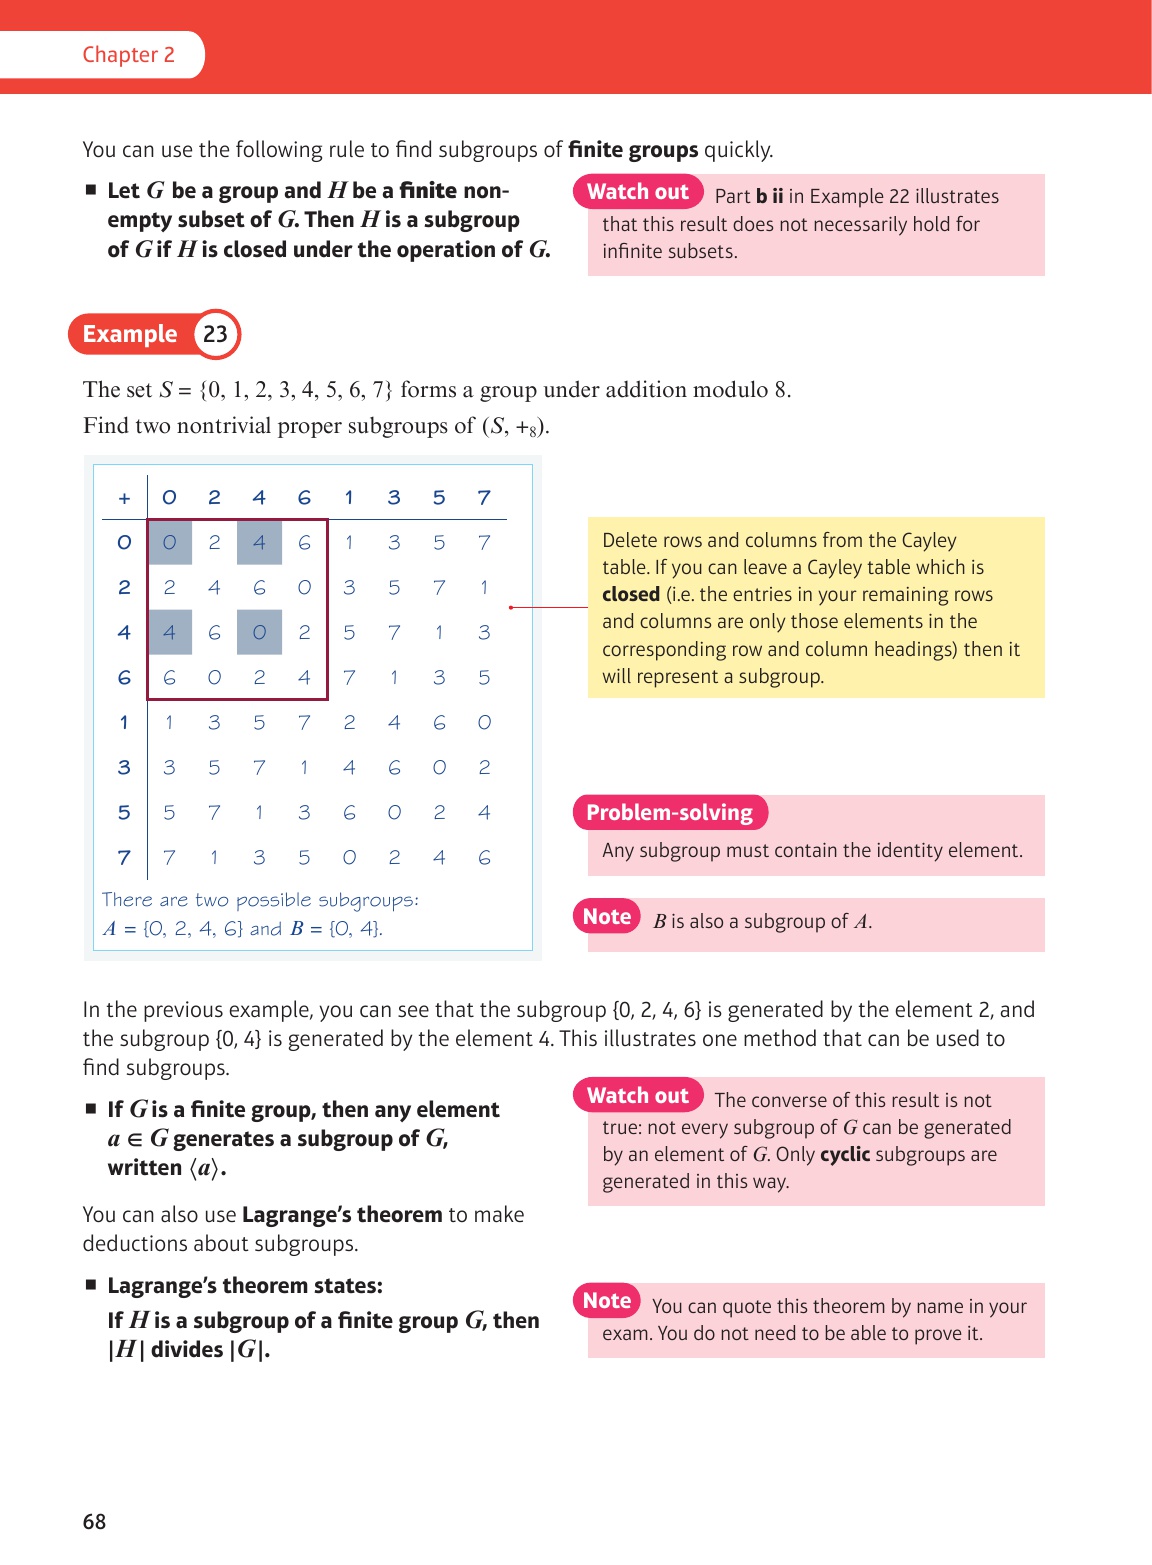 Chapter 2
You can use the following rule to find subgroups of finite groups quickly.
■ Let G be a group and H be a finite non-
empty subset of G. Then H is a subgroup
of G if H is closed under the operation of G.
Watch out Part b ii in Example 22 illustrates
that this result does not necessarily hold for
infinite subsets.
Example 23
The set S = {0, 1, 2, 3, 4, 5, 6, 7} forms a group under addition modulo 8.
Find two nontrivial proper subgroups of (S, +₈).
+ 0 2 4 6 1 3 5 7
0 0 2 4 6 1 3 5 7
2 2 4 6 0 3 5 7 1
4 4 6 0 2 5 7 1 3
6 6 0 2 4 7 1 3 5
1 1 3 5 7 2 4 6 0
3 3 5 7 1 4 6 0 2
5 5 7 1 3 6 0 2 4
7 7 1 3 5 0 2 4 6
There are two possible subgroups:
A = {0, 2, 4, 6} and B = {0, 4}.
Delete rows and columns from the Cayley
table. If you can leave a Cayley table which is
closed (i.e. the entries in your remaining rows
and columns are only those elements in the
corresponding row and column headings) then it
will represent a subgroup.
Problem-solving
Any subgroup must contain the identity element.
Note B is also a subgroup of A.
In the previous example, you can see that the subgroup {0, 2, 4, 6} is generated by the element 2, and
the subgroup {0, 4} is generated by the element 4. This illustrates one method that can be used to
find subgroups.
■ If G is a finite group, then any element
a ∈ G generates a subgroup of G,
written ⟨a⟩.
Watch out The converse of this result is not
true: not every subgroup of G can be generated
by an element of G. Only cyclic subgroups are
generated in this way.
You can also use Lagrange's theorem to make
deductions about subgroups.
■ Lagrange's theorem states:
If H is a subgroup of a finite group G, then
|H| divides |G|.
Note You can quote this theorem by name in your
exam. You do not need to be able to prove it.
68